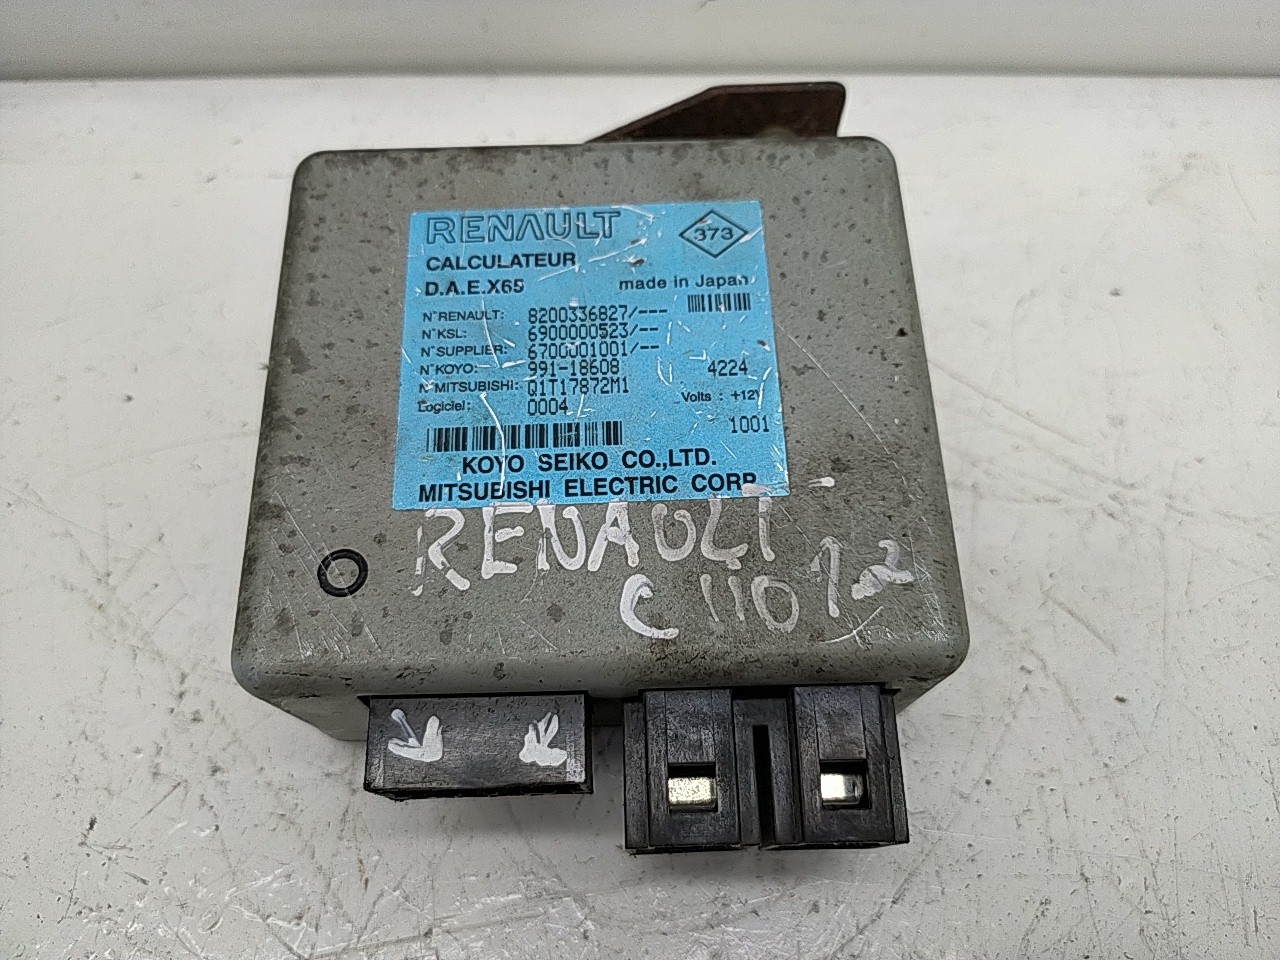 RENAULT 373
CALCULATEUR
D.A.E.X65 made in Japan
N°RENAULT: 8200336827/---
N°KSL: 6900000523/--
N°SUPPLIER: 6700001001/--
N°KOYO: 991-18608 4224
N°MITSUBISHI: Q1T17872M1 Volts : +12V
Logiciel: 0004 1001
KOYO SEIKO CO.,LTD.
MITSUBISHI ELECTRIC CORP.
RENAULT
C 110 1-2